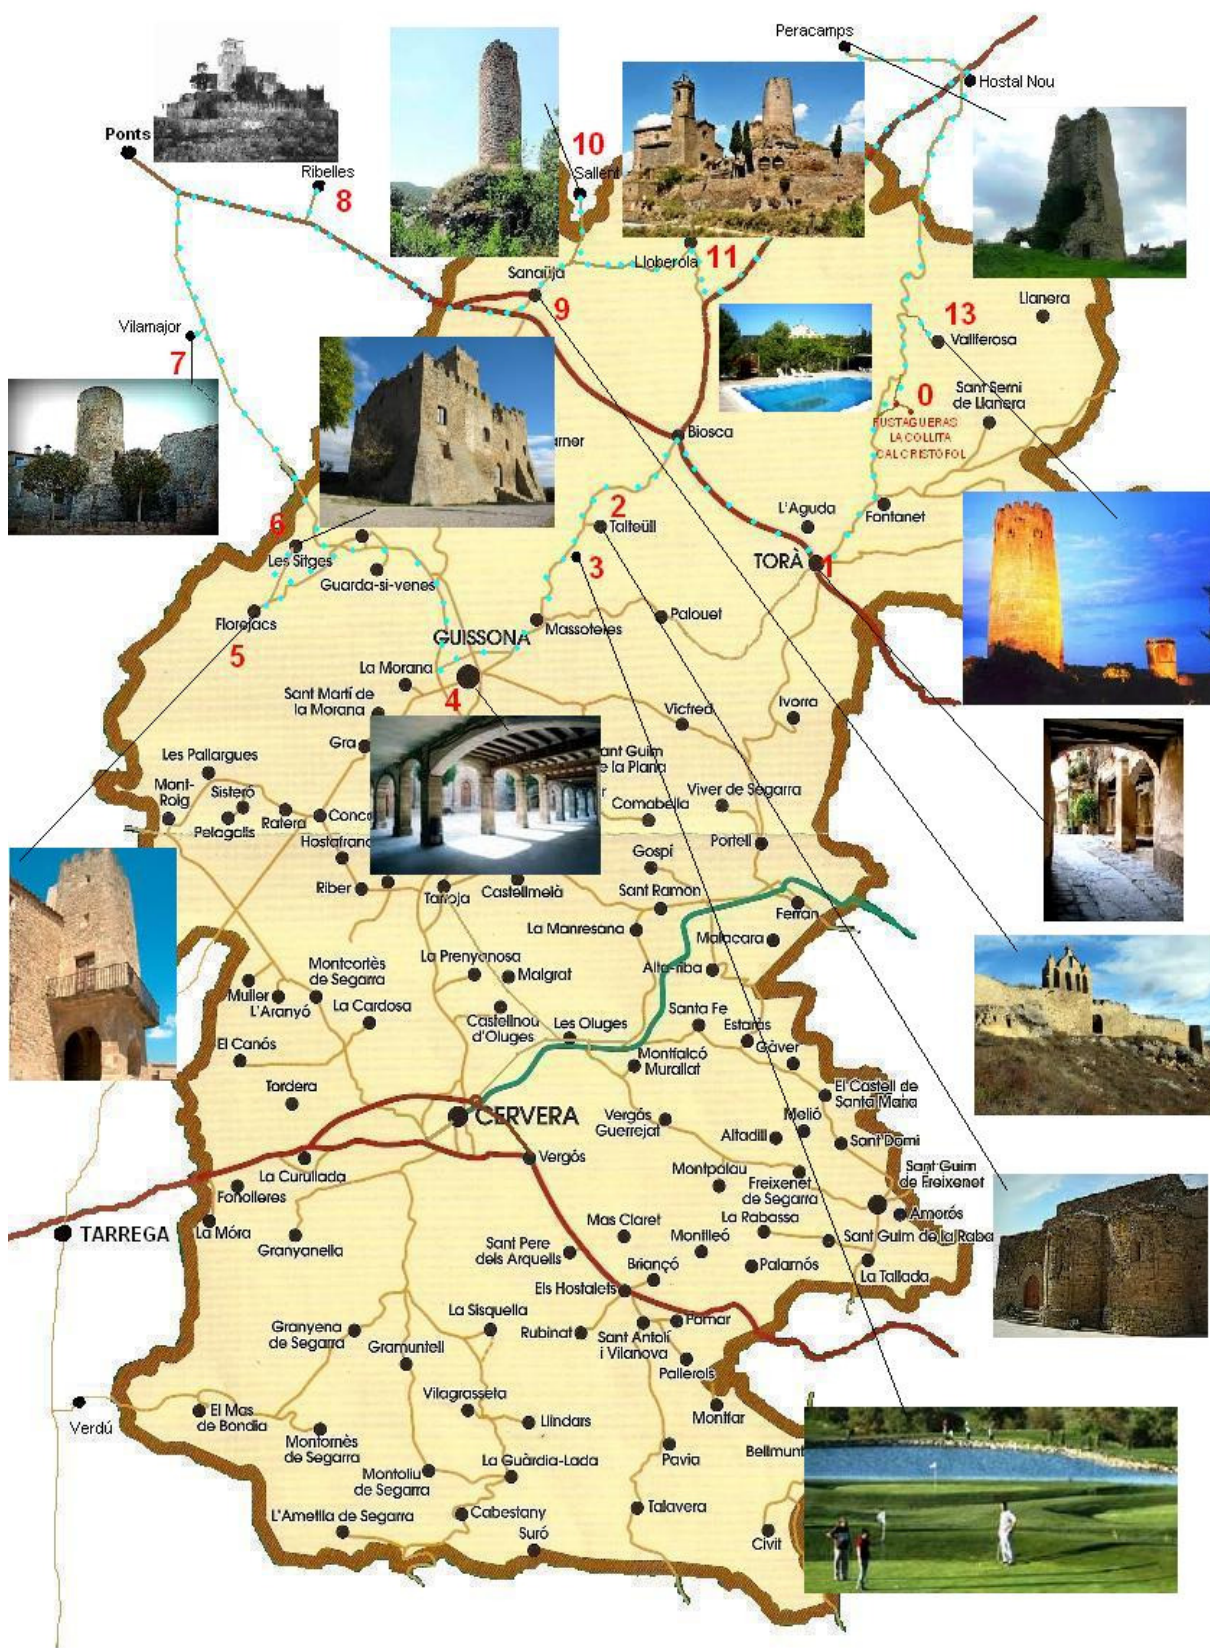 Peracamps
Hostal Nou
Ponts
Ribelles
8
10
Sallent
11
Lloberola
Sanaüja
9
Llanera
13
Vallferosa
Vilamajor
7
0
Sant Serni
de Llanera
FUSTAGUERAS
LA COLLITA
CAL CRISTÒFOL
Biosca
arner
2
Talteüll
L'Aguda
Fontanet
6
Les Sitges
3
TORÀ
1
Guarda-si-venes
Florejacs
5
Massoteres
Palouet
GUISSONA
La Morana
4
Sant Martí de
la Morana
Vicfred
Ivorra
Gra
Les Pallargues
ant Guim
e la Plana
r
Mont-
Roig
Sisteró
Pelagalls
Ratera
Conc
Comabella
Viver de Segarra
Hostafranc
Portell
Gospí
Riber
Tarroja
Castellmeià
Sant Ramon
Ferran
La Manresana
Malacara
La Prenyanosa
Malgrat
Alta-riba
Montcortès
de Segarra
Muller
L'Aranyó
La Cardosa
Castellnou
d'Oluges
Les Oluges
Santa Fe
Estaràs
Gàver
El Canós
Montfalcó
Murallat
Tordera
El Castell de
Santa Maria
CERVERA
Vergós
Guerrejat
Melió
Altadill
Sant Domí
Vergós
La Curullada
Montpalau
Freixenet
de Segarra
Sant Guim
de Freixenet
Fonolleres
Amorós
TARREGA
La Móra
Granyanella
Mas Claret
La Rabassa
Montlleó
Sant Guim de la Raba
Sant Pere
dels Arquells
Briançó
Palamós
La Tallada
Els Hostalets
La Sisquella
Granyena
de Segarra
Gramuntell
Rubinat
Sant Antolí
i Vilanova
Pomar
Pallerols
Verdú
El Mas
de Bondia
Vilagrasseta
Llindars
Montfar
Montornès
de Segarra
Bellmunt
Pavia
Montoliu
de Segarra
La Guàrdia-Lada
L'Ametlla de Segarra
Cabestany
Talavera
Suró
Civit